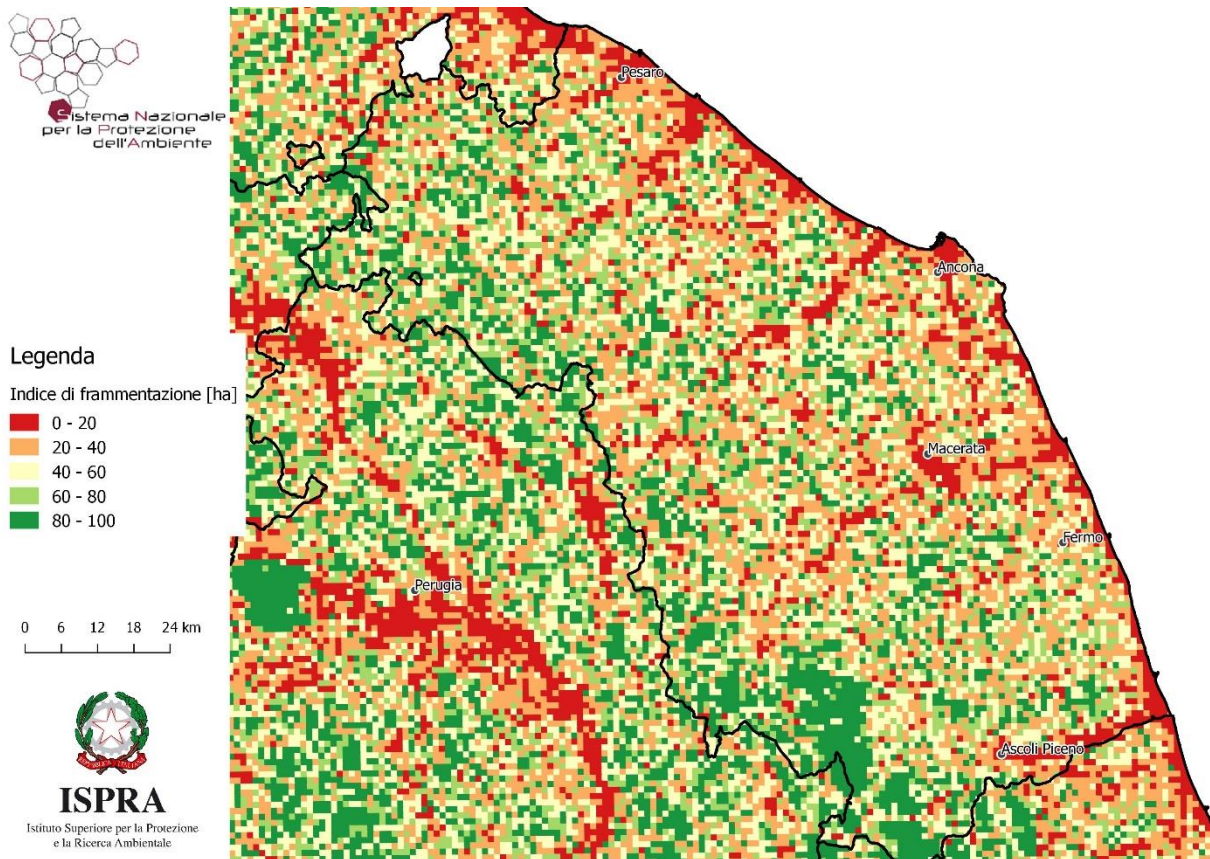 Sistema Nazionale
per la Protezione
dell'Ambiente
Pesaro
Ancona
Legenda
Indice di frammentazione [ha]
0 - 20
20 - 40
40 - 60
60 - 80
80 - 100
Macerata
Fermo
Perugia
0 6 12 18 24 km
Ascoli Piceno
REPVBBLICA ITALIANA
ISPRA
Istituto Superiore per la Protezione
e la Ricerca Ambientale